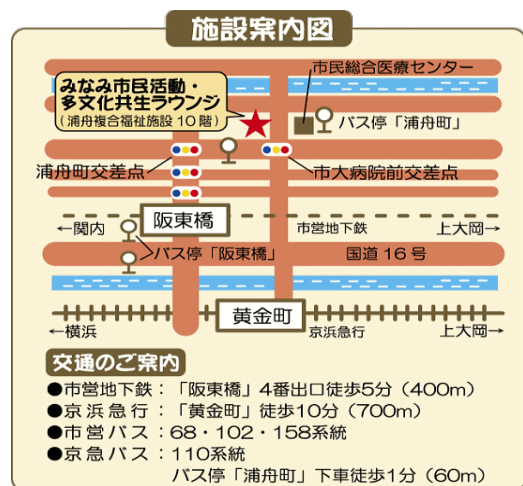 施設案内図
市民総合医療センター
みなみ市民活動・
多文化共生ラウンジ
(浦舟複合福祉施設10階)
バス停「浦舟町」
浦舟町交差点
市大病院前交差点
阪東橋
←関内
市営地下鉄
上大岡→
バス停「阪東橋」
国道16号
黄金町
←横浜
京浜急行
上大岡→
交通のご案内
●市営地下鉄:「阪東橋」4番出口徒歩5分(400m)
●京浜急行:「黄金町」徒歩10分(700m)
●市営バス:68・102・158系統
●京急バス:110系統
バス停「浦舟町」下車徒歩1分(60m)